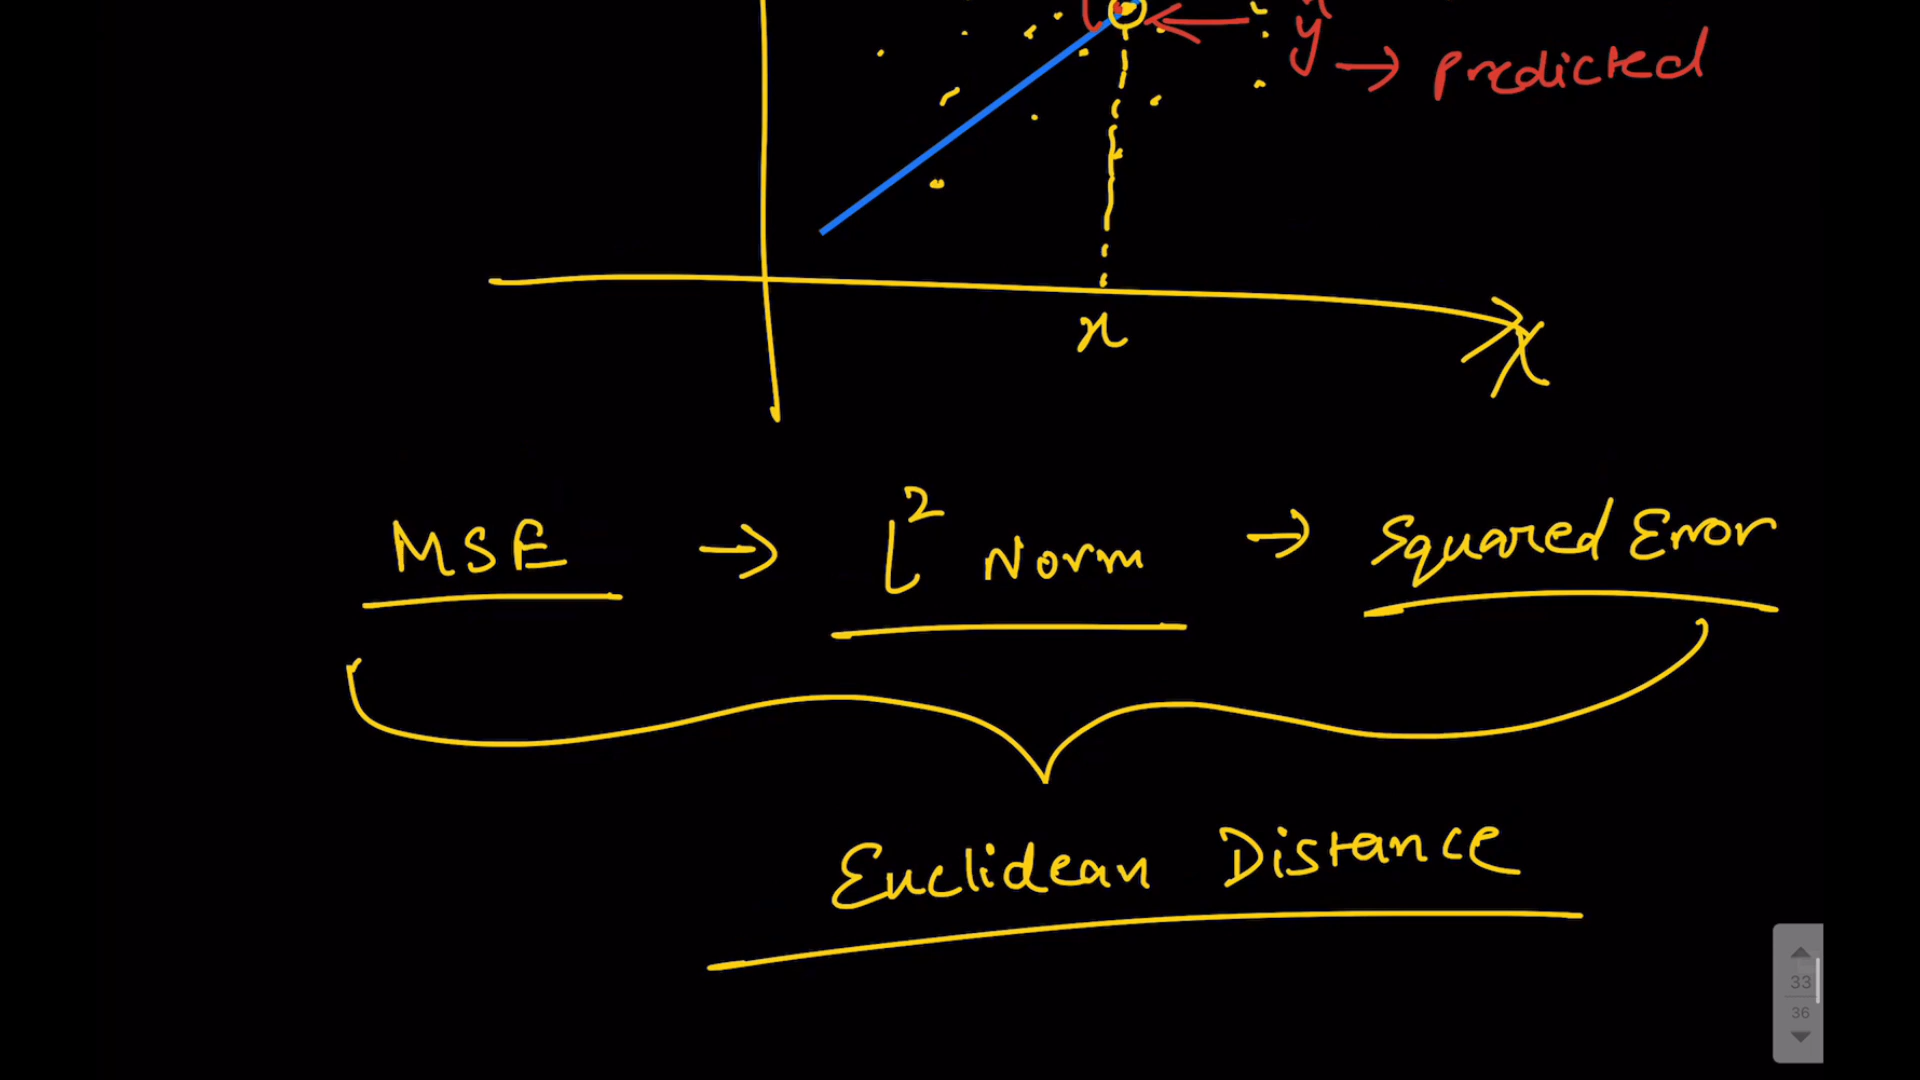 ŷ → Predicted
x
X
MSE → L² Norm → Squared Error
Euclidean Distance
33
36